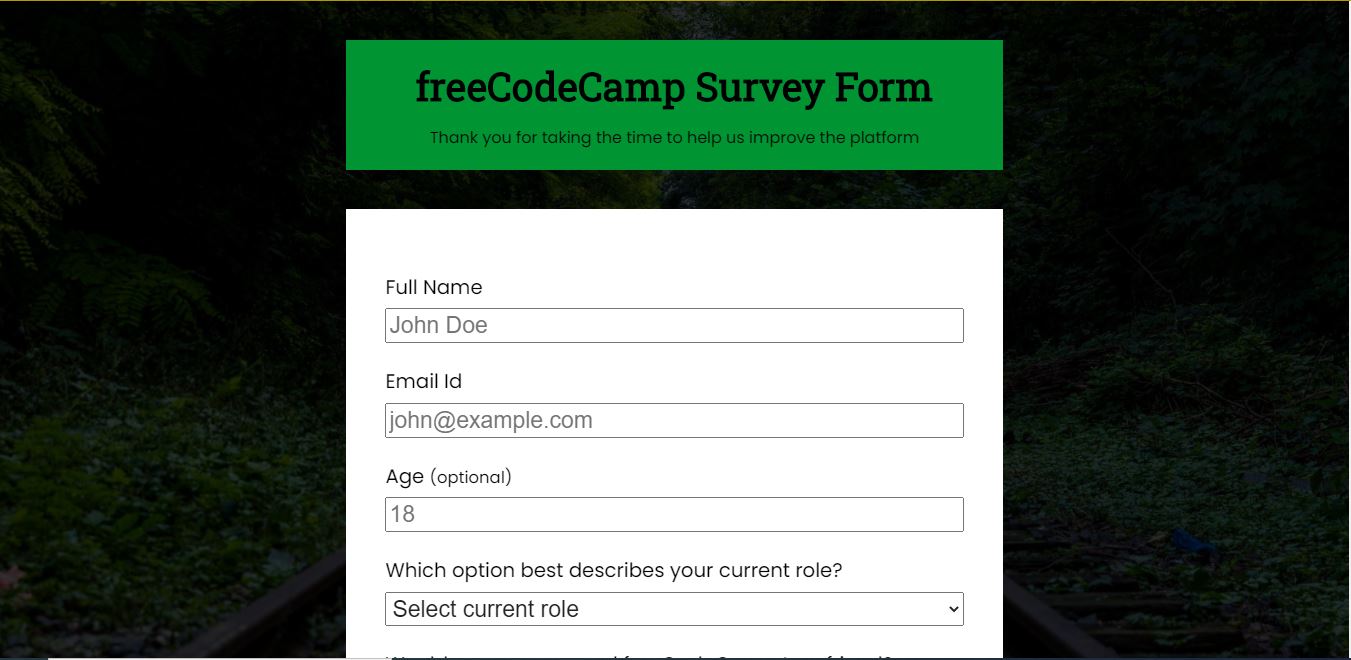 freeCodeCamp Survey Form
Thank you for taking the time to help us improve the platform
Full Name
John Doe
Email Id
john@example.com
Age (optional)
18
Which option best describes your current role?
Select current role